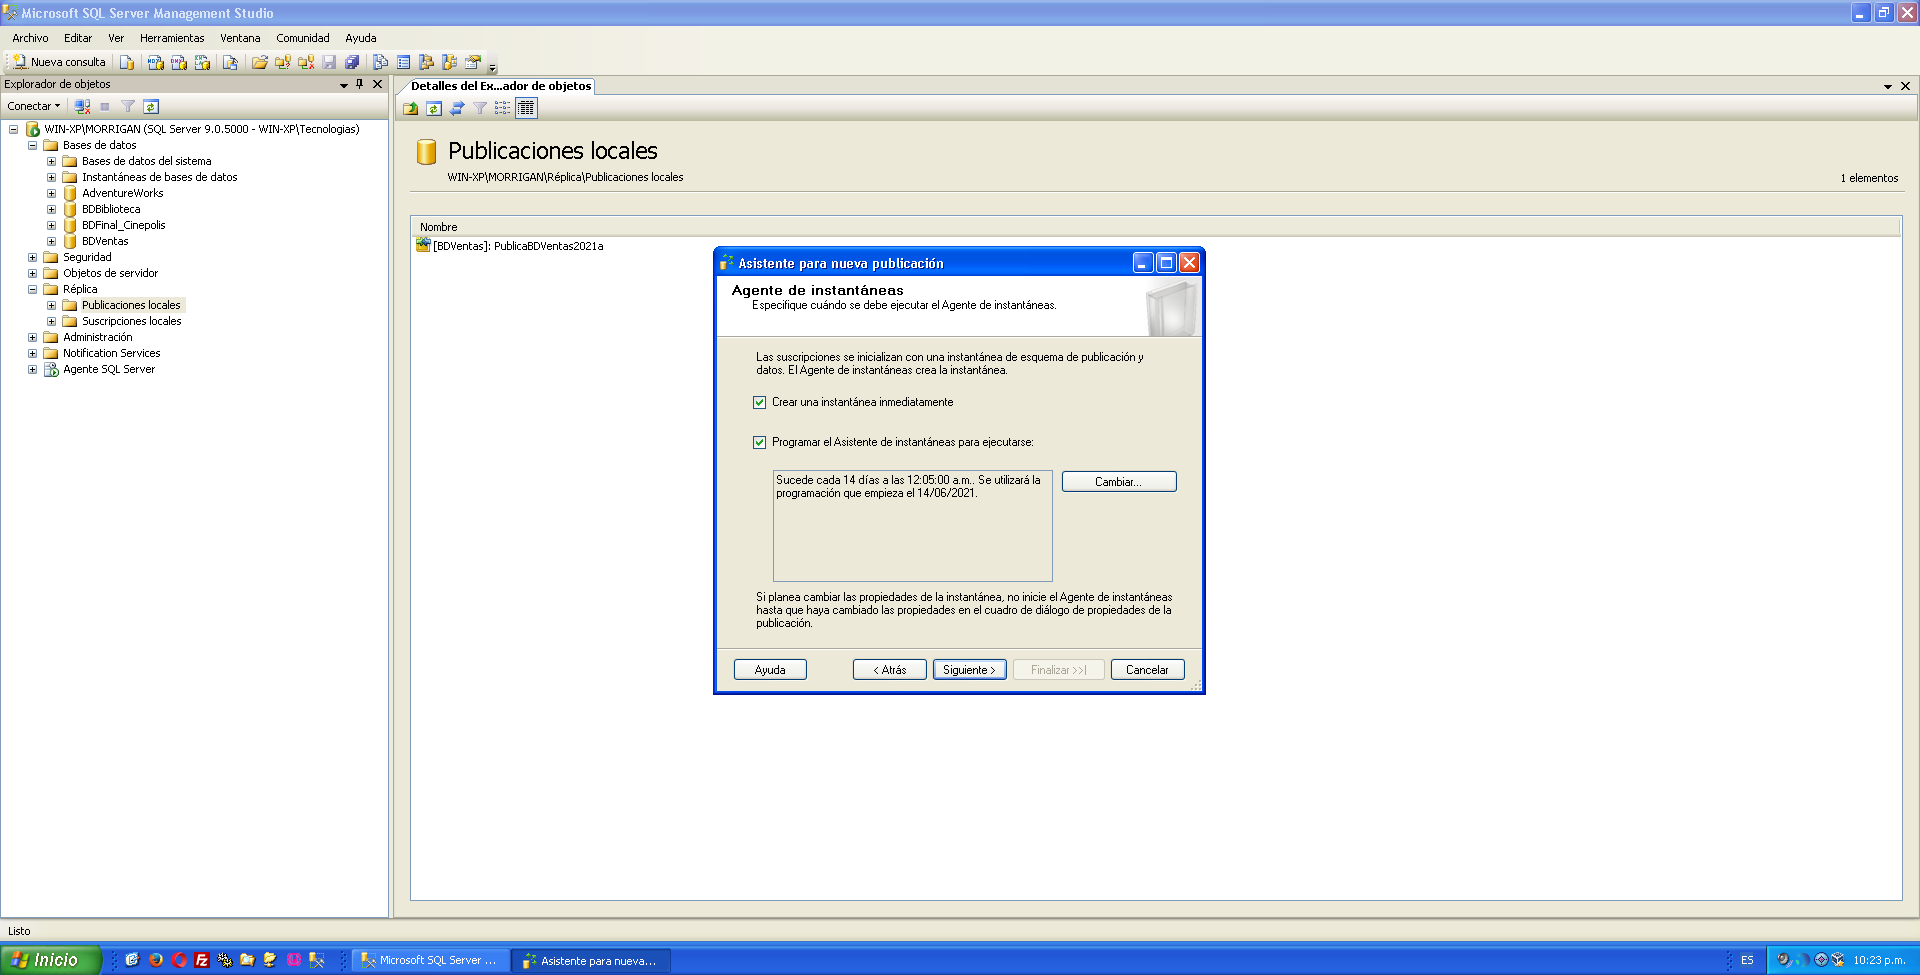 Microsoft SQL Server Management Studio
Archivo Editar Ver Herramientas Ventana Comunidad Ayuda
Nueva consulta
Explorador de objetos
Conectar
WIN-XP\MORRIGAN (SQL Server 9.0.5000 - WIN-XP\Tecnologias)
Bases de datos
Bases de datos del sistema
Instantáneas de bases de datos
AdventureWorks
BDBiblioteca
BDFinal_Cinepolis
BDVentas
Seguridad
Objetos de servidor
Réplica
Publicaciones locales
Suscripciones locales
Administración
Notification Services
Agente SQL Server
Detalles del Ex...ador de objetos
Publicaciones locales
WIN-XP\MORRIGAN\Réplica\Publicaciones locales
1 elementos
Nombre
[BDVentas]: PublicaBDVentas2021a
Asistente para nueva publicación
Agente de instantáneas
Especifique cuándo se debe ejecutar el Agente de instantáneas.
Las suscripciones se inicializan con una instantánea de esquema de publicación y
datos. El Agente de instantáneas crea la instantánea.
Crear una instantánea inmediatamente
Programar el Asistente de instantáneas para ejecutarse:
Sucede cada 14 días a las 12:05:00 a.m.. Se utilizará la
programación que empieza el 14/06/2021.
Cambiar...
Si planea cambiar las propiedades de la instantánea, no inicie el Agente de instantáneas
hasta que haya cambiado las propiedades en el cuadro de diálogo de propiedades de la
publicación.
Ayuda < Atrás Siguiente > Finalizar >>| Cancelar
Listo
Inicio
Microsoft SQL Server ...
Asistente para nueva...
ES
10:23 p.m.